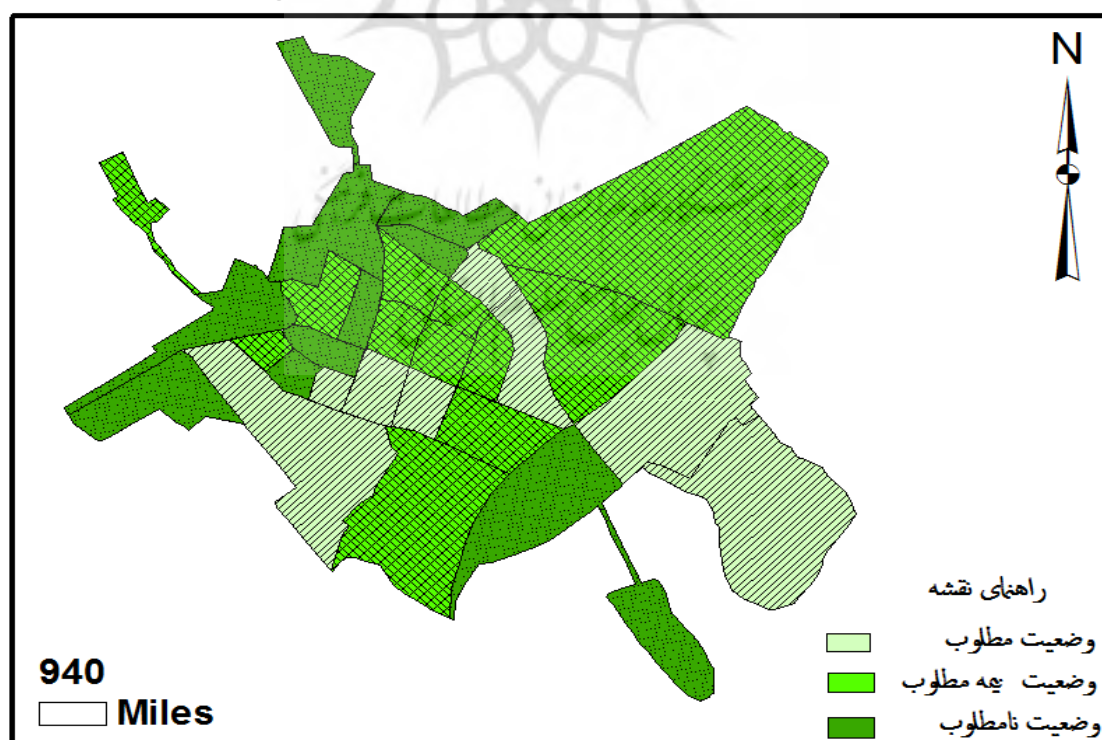 N
راهنمای نقشه
وضعیت مطلوب
وضعیت نیمه مطلوب
وضعیت نامطلوب
940
Miles